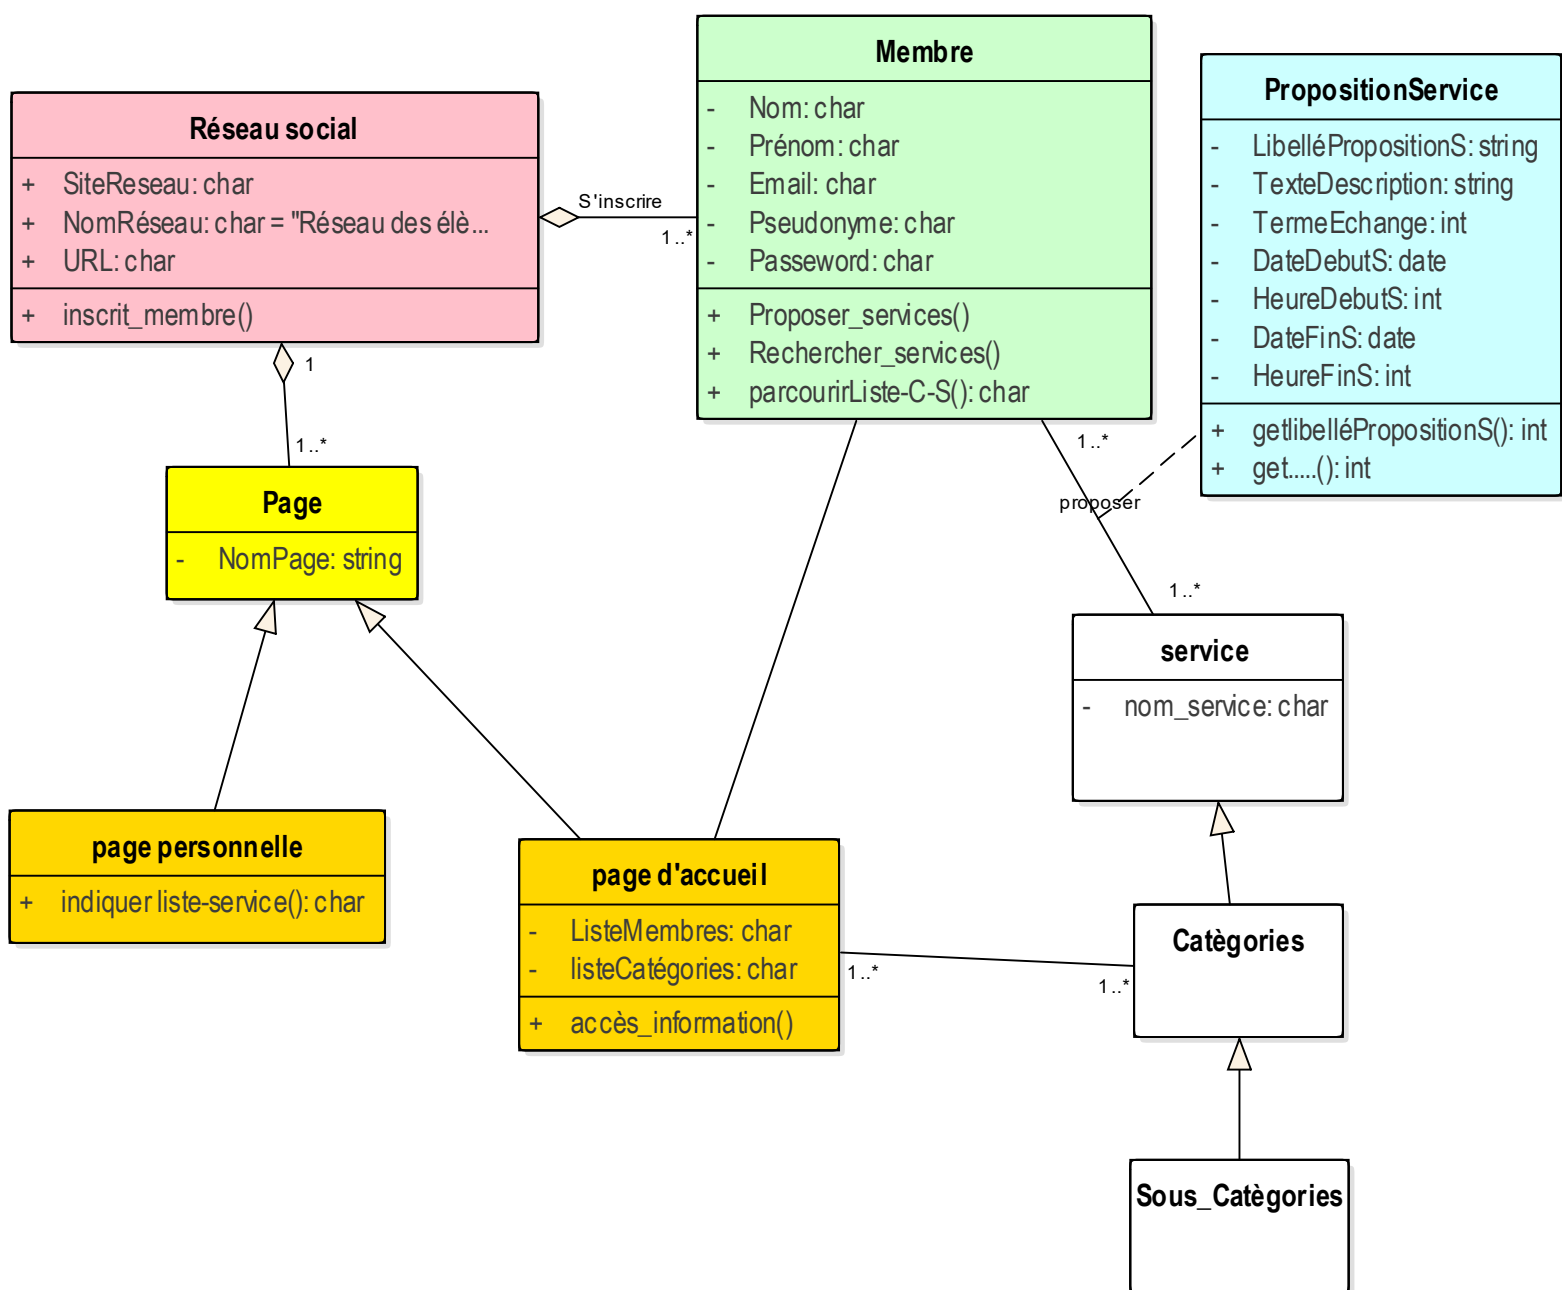 Réseau social
+ SiteReseau: char
+ NomRéseau: char = "Réseau des élè...
+ URL: char
+ inscrit_membre()
S'inscrire
1..*
Membre
- Nom: char
- Prénom: char
- Email: char
- Pseudonyme: char
- Passeword: char
+ Proposer_services()
+ Rechercher_services()
+ parcourirListe-C-S(): char
PropositionService
- LibelléPropositionS: string
- TexteDescription: string
- TermeEchange: int
- DateDebutS: date
- HeureDebutS: int
- DateFinS: date
- HeureFinS: int
+ getlibelléPropositionS(): int
+ get.....(): int
1
1..*
Page
- NomPage: string
1..*
proposer
1..*
service
- nom_service: char
page personnelle
+ indiquer liste-service(): char
page d'accueil
- ListeMembres: char
- listeCatégories: char
+ accès_information()
1..*
1..*
Catègories
Sous_Catègories